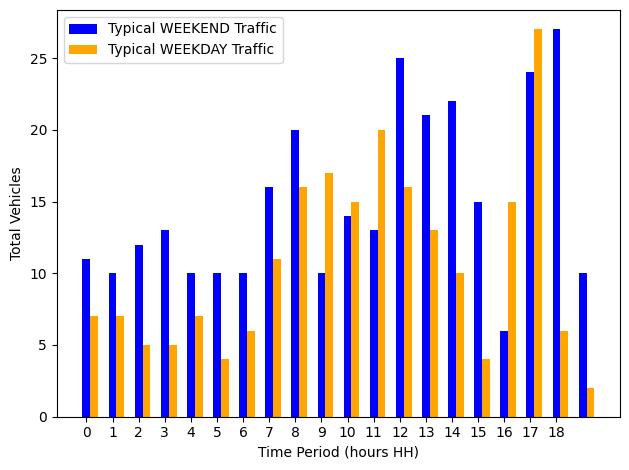 Typical WEEKEND Traffic
Typical WEEKDAY Traffic
Total Vehicles
25
20
15
10
5
0
0 1 2 3 4 5 6 7 8 9 10 11 12 13 14 15 16 17 18
Time Period (hours HH)